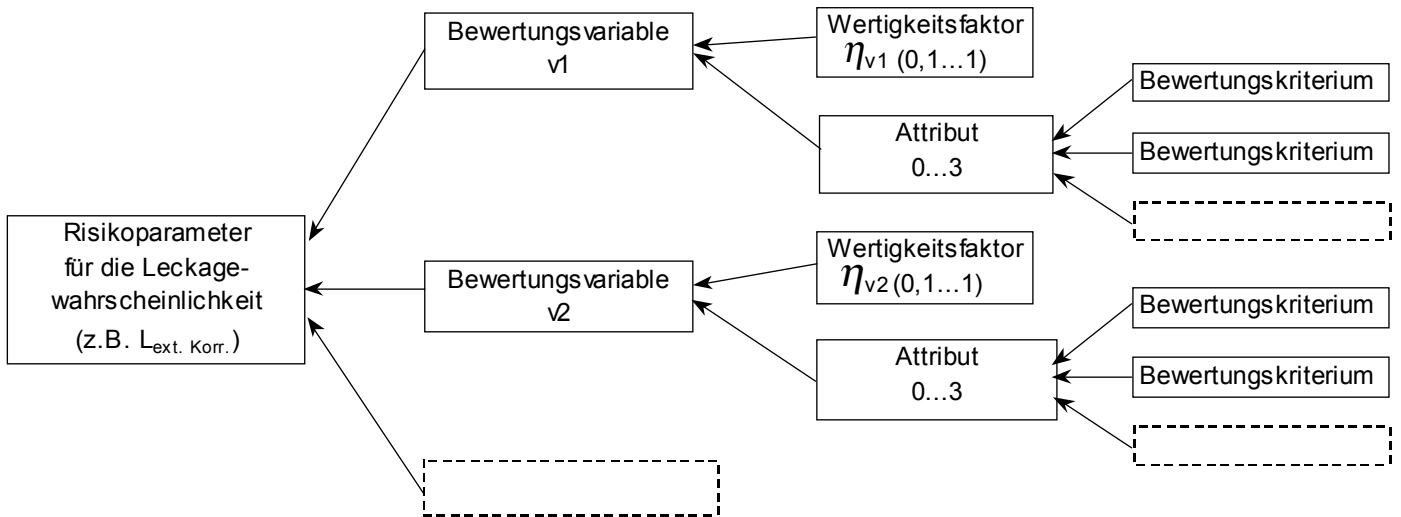 Bewertungsvariable
v1
Wertigkeitsfaktor
ηv1 (0,1…1)
Attribut
0…3
Bewertungskriterium
Bewertungskriterium
Risikoparameter
für die Leckage-
wahrscheinlichkeit
(z.B. Lext. Korr.)
Bewertungsvariable
v2
Wertigkeitsfaktor
ηv2 (0,1…1)
Attribut
0…3
Bewertungskriterium
Bewertungskriterium